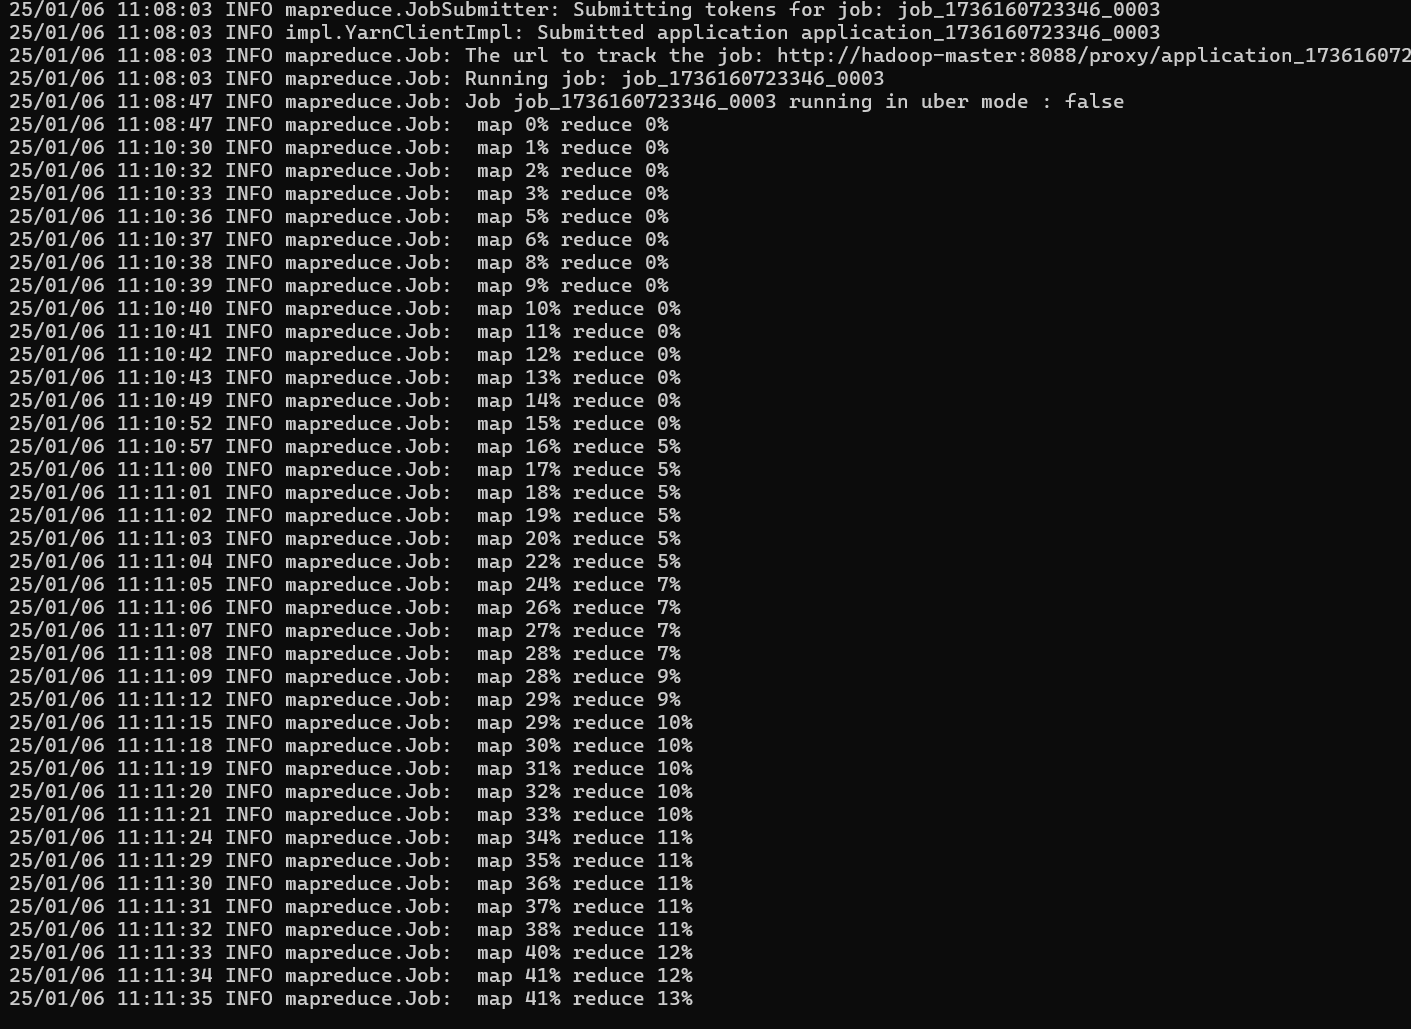 25/01/06 11:08:03 INFO mapreduce.JobSubmitter: Submitting tokens for job: job_1736160723346_0003
25/01/06 11:08:03 INFO impl.YarnClientImpl: Submitted application application_1736160723346_0003
25/01/06 11:08:03 INFO mapreduce.Job: The url to track the job: http://hadoop-master:8088/proxy/application_173616072
25/01/06 11:08:03 INFO mapreduce.Job: Running job: job_1736160723346_0003
25/01/06 11:08:47 INFO mapreduce.Job: Job job_1736160723346_0003 running in uber mode : false
25/01/06 11:08:47 INFO mapreduce.Job:  map 0% reduce 0%
25/01/06 11:10:30 INFO mapreduce.Job:  map 1% reduce 0%
25/01/06 11:10:32 INFO mapreduce.Job:  map 2% reduce 0%
25/01/06 11:10:33 INFO mapreduce.Job:  map 3% reduce 0%
25/01/06 11:10:36 INFO mapreduce.Job:  map 5% reduce 0%
25/01/06 11:10:37 INFO mapreduce.Job:  map 6% reduce 0%
25/01/06 11:10:38 INFO mapreduce.Job:  map 8% reduce 0%
25/01/06 11:10:39 INFO mapreduce.Job:  map 9% reduce 0%
25/01/06 11:10:40 INFO mapreduce.Job:  map 10% reduce 0%
25/01/06 11:10:41 INFO mapreduce.Job:  map 11% reduce 0%
25/01/06 11:10:42 INFO mapreduce.Job:  map 12% reduce 0%
25/01/06 11:10:43 INFO mapreduce.Job:  map 13% reduce 0%
25/01/06 11:10:49 INFO mapreduce.Job:  map 14% reduce 0%
25/01/06 11:10:52 INFO mapreduce.Job:  map 15% reduce 0%
25/01/06 11:10:57 INFO mapreduce.Job:  map 16% reduce 5%
25/01/06 11:11:00 INFO mapreduce.Job:  map 17% reduce 5%
25/01/06 11:11:01 INFO mapreduce.Job:  map 18% reduce 5%
25/01/06 11:11:02 INFO mapreduce.Job:  map 19% reduce 5%
25/01/06 11:11:03 INFO mapreduce.Job:  map 20% reduce 5%
25/01/06 11:11:04 INFO mapreduce.Job:  map 22% reduce 5%
25/01/06 11:11:05 INFO mapreduce.Job:  map 24% reduce 7%
25/01/06 11:11:06 INFO mapreduce.Job:  map 26% reduce 7%
25/01/06 11:11:07 INFO mapreduce.Job:  map 27% reduce 7%
25/01/06 11:11:08 INFO mapreduce.Job:  map 28% reduce 7%
25/01/06 11:11:09 INFO mapreduce.Job:  map 28% reduce 9%
25/01/06 11:11:12 INFO mapreduce.Job:  map 29% reduce 9%
25/01/06 11:11:15 INFO mapreduce.Job:  map 29% reduce 10%
25/01/06 11:11:18 INFO mapreduce.Job:  map 30% reduce 10%
25/01/06 11:11:19 INFO mapreduce.Job:  map 31% reduce 10%
25/01/06 11:11:20 INFO mapreduce.Job:  map 32% reduce 10%
25/01/06 11:11:21 INFO mapreduce.Job:  map 33% reduce 10%
25/01/06 11:11:24 INFO mapreduce.Job:  map 34% reduce 11%
25/01/06 11:11:29 INFO mapreduce.Job:  map 35% reduce 11%
25/01/06 11:11:30 INFO mapreduce.Job:  map 36% reduce 11%
25/01/06 11:11:31 INFO mapreduce.Job:  map 37% reduce 11%
25/01/06 11:11:32 INFO mapreduce.Job:  map 38% reduce 11%
25/01/06 11:11:33 INFO mapreduce.Job:  map 40% reduce 12%
25/01/06 11:11:34 INFO mapreduce.Job:  map 41% reduce 12%
25/01/06 11:11:35 INFO mapreduce.Job:  map 41% reduce 13%